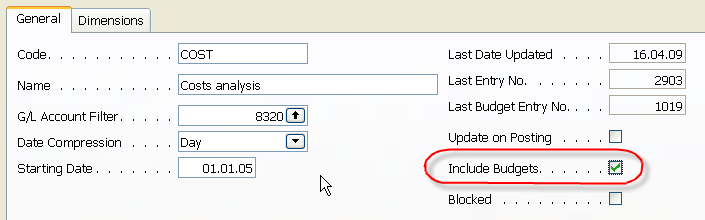 General
Dimensions
Code. . . . . . . . . . . COST
Name . . . . . . . . . . Costs analysis
G/L Account Filter. . . . . . 8320
Date Compression . . . . . Day
Starting Date . . . . . . . 01.01.05
Last Date Updated . . . . 16.04.09
Last Entry No. . . . . . . 2903
Last Budget Entry No. . . . 1019
Update on Posting . . . . .
Include Budgets. . . . . . .
Blocked . . . . . . . . .